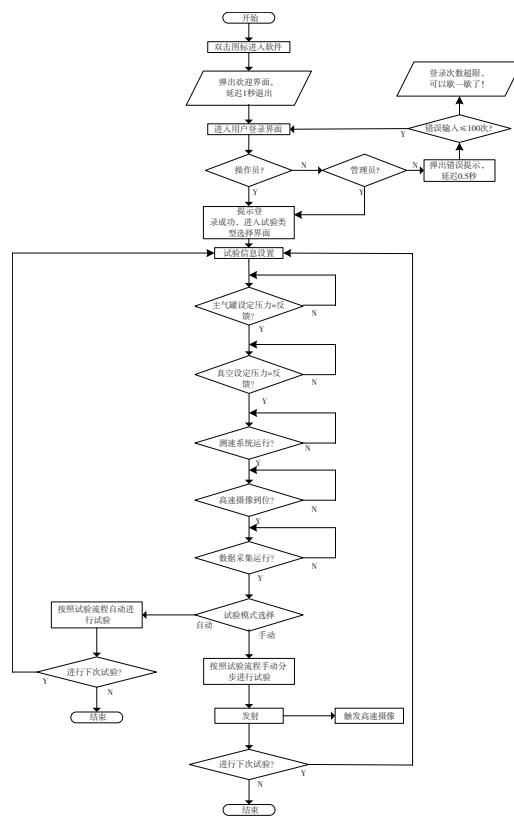 开始
双击图标进入软件
弹出欢迎界面，
延迟1秒退出
登录次数超限，
可以歇一歇了！
进入用户登录界面
Y
错误输入≤100次？
操作员？
N
管理员？
N
弹出错误提示，
延迟0.5秒
Y
Y
提示登
录成功，进入试验类
型选择界面
试验信息设置
主气罐设定压力=反
馈？
N
Y
真空设定压力=反
馈？
N
Y
测速系统运行？
N
Y
高速摄像到位？
N
Y
数据采集运行？
N
Y
按照试验流程自动进
行试验
试验模式选择
自动
手动
进行下次试验？
Y
N
结束
按照试验流程手动分
步进行试验
发射
触发高速摄像
进行下次试验？
Y
N
结束